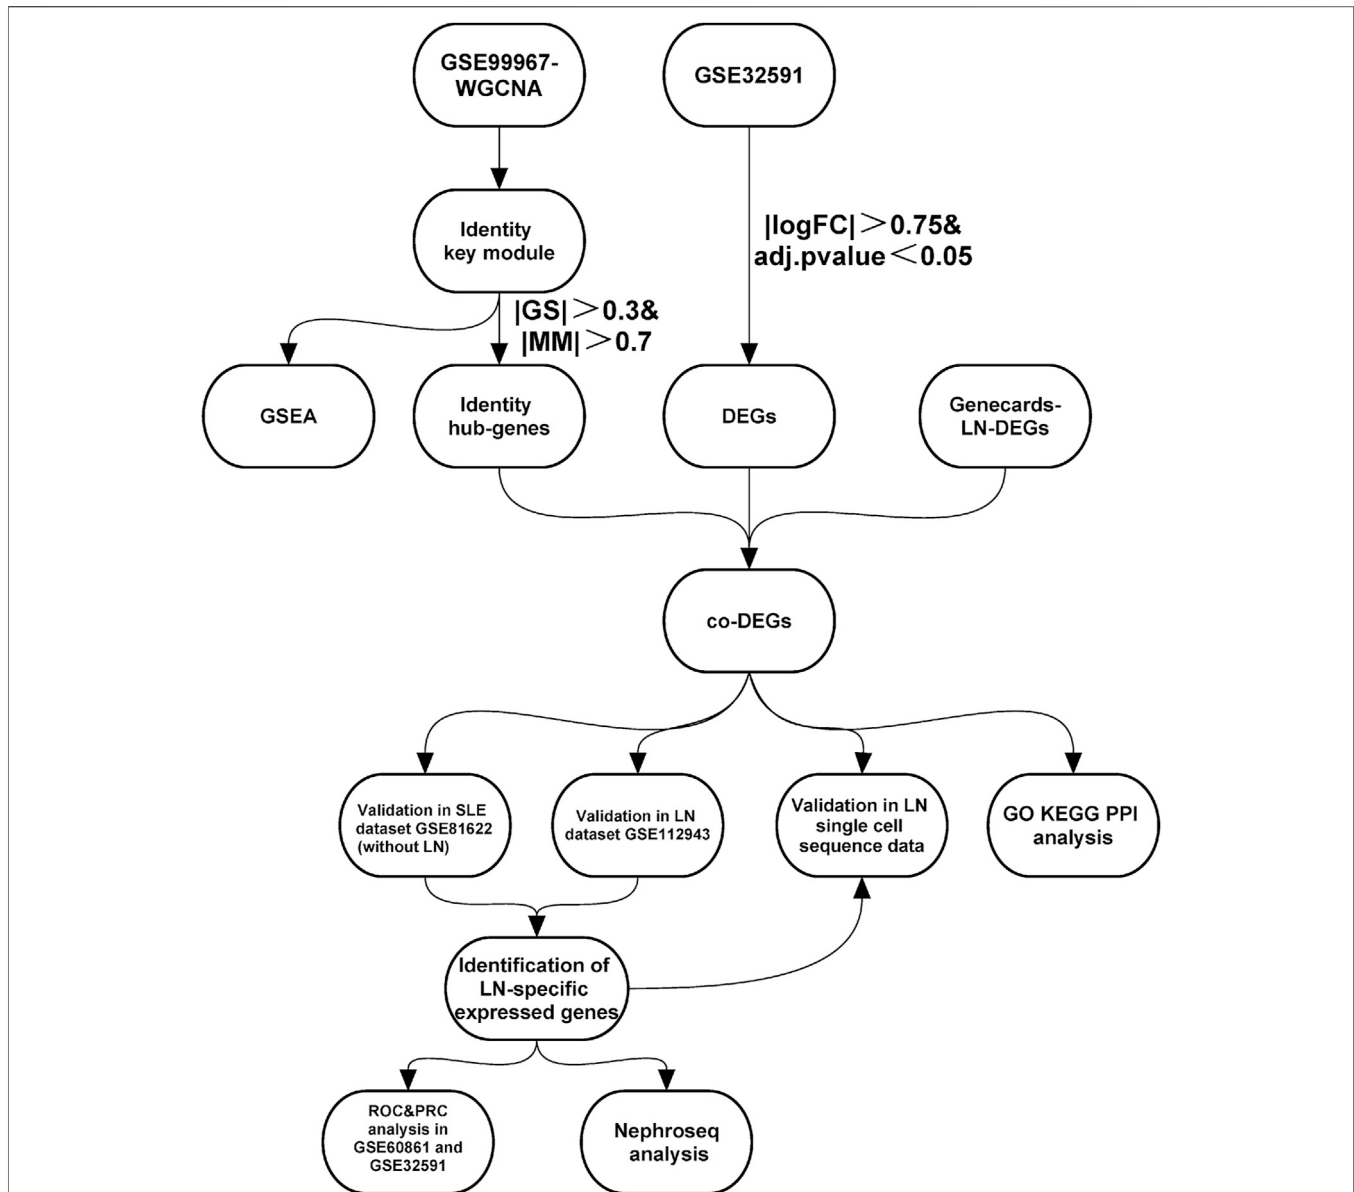 GSE99967-
WGCNA
GSE32591
Identity
key module
|logFC|＞0.75&
adj.pvalue＜0.05
|GS|＞0.3&
|MM|＞0.7
GSEA
Identity
hub-genes
DEGs
Genecards-
LN-DEGs
co-DEGs
Validation in SLE
dataset GSE81622
(without LN)
Validation in LN
dataset GSE112943
Validation in LN
single cell
sequence data
GO KEGG PPI
analysis
Identification of
LN-specific
expressed genes
ROC&PRC
analysis in
GSE60861 and
GSE32591
Nephroseq
analysis